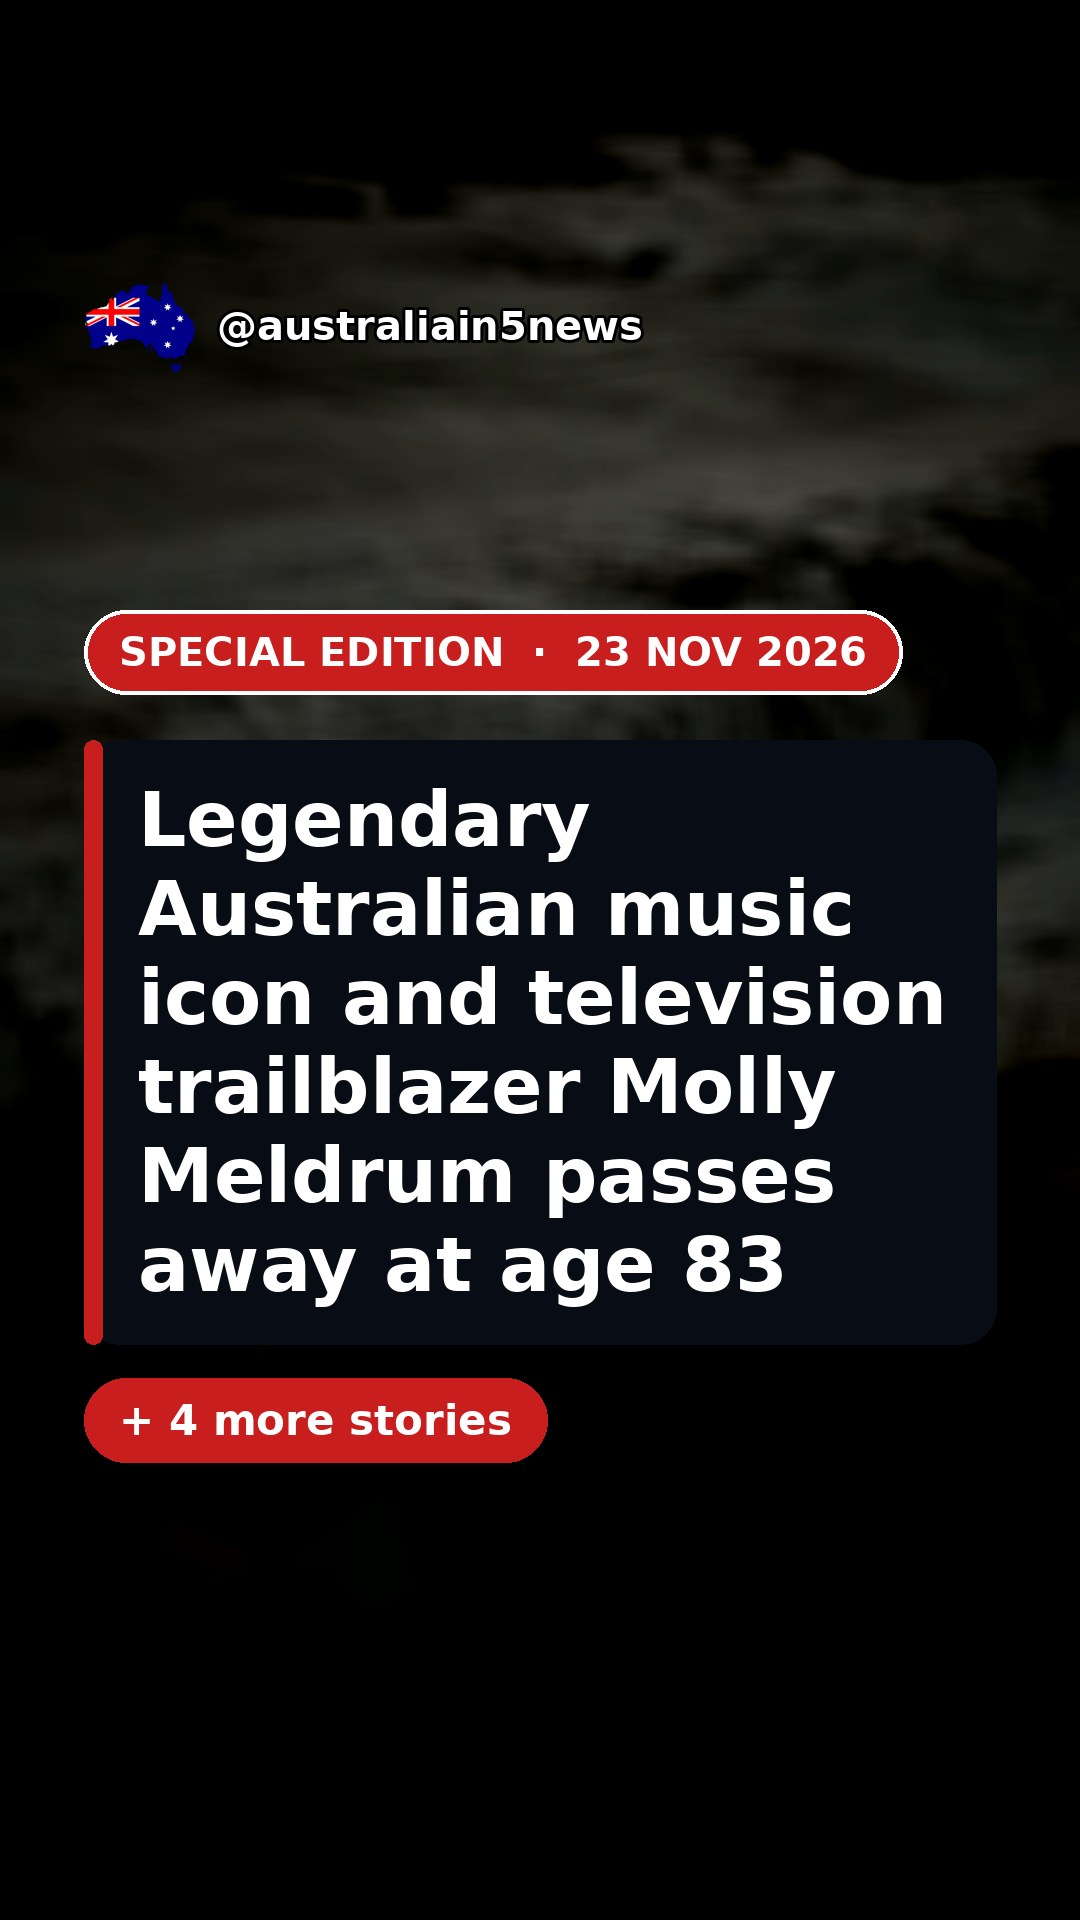 @australiain5news
SPECIAL EDITION · 23 NOV 2026
Legendary
Australian music
icon and television
trailblazer Molly
Meldrum passes
away at age 83
+ 4 more stories